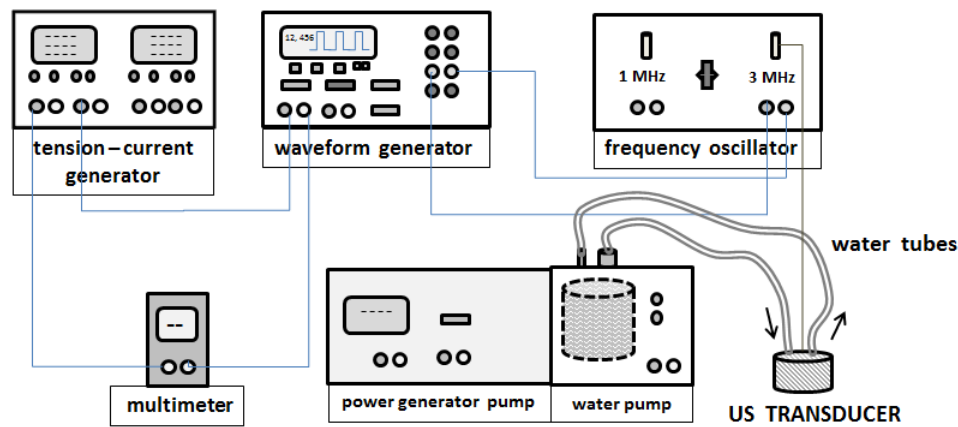 12, 456
1 MHz
3 MHz
tension – current
generator
waveform generator
frequency oscillator
water tubes
--
----
multimeter
power generator pump
water pump
US TRANSDUCER